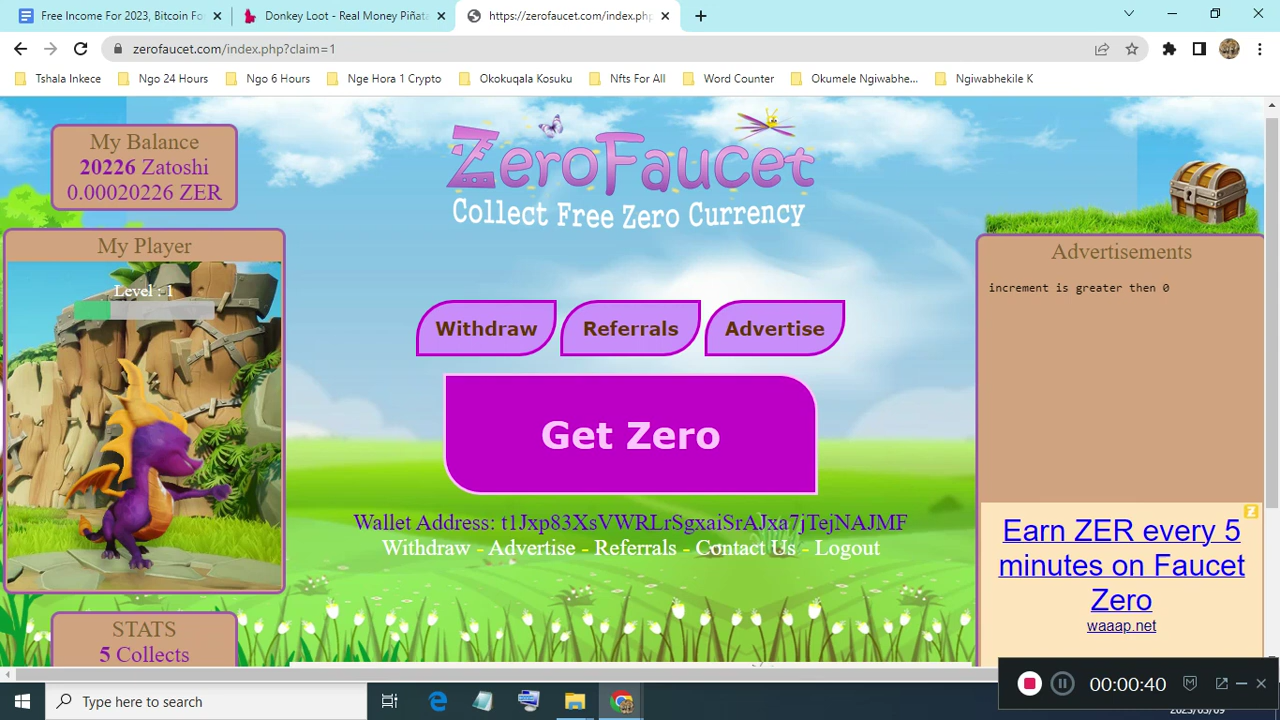 Free Income For 2023, Bitcoin Fo
Donkey Loot - Real Money Piñata
https://zerofaucet.com/index.php
zerofaucet.com/index.php?claim=1
Tshala Inkece
Ngo 24 Hours
Ngo 6 Hours
Nge Hora 1 Crypto
Okokuqala Kosuku
Nfts For All
Word Counter
Okumele Ngiwabhe...
Ngiwabhekile K
My Balance
20226 Zatoshi
0.00020226 ZER
My Player
Level : 1
STATS
5 Collects
ZeroFaucet
Collect Free Zero Currency
Withdraw
Referrals
Advertise
Get Zero
Wallet Address: t1Jxp83XsVWRLrSgxaiSrAJxa7jTejNAJMF
Withdraw - Advertise - Referrals - Contact Us - Logout
Advertisements
increment is greater then 0
Earn ZER every 5
minutes on Faucet
Zero
waaap.net
00:00:40
Type here to search
2023/03/09